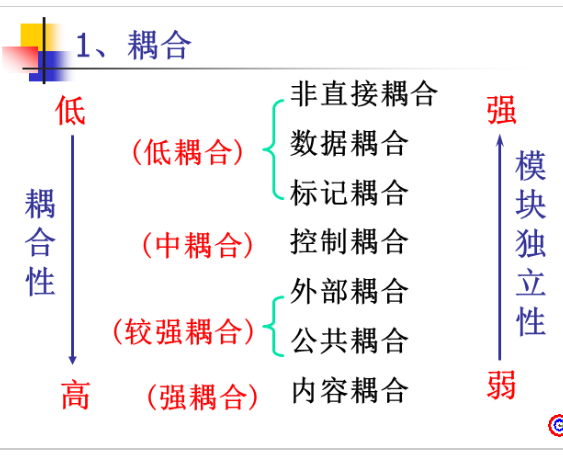 1、耦合
低
非直接耦合
强
(低耦合)
数据耦合
标记耦合
耦合性
模块独立性
(中耦合)
控制耦合
外部耦合
(较强耦合)
公共耦合
高
(强耦合)
内容耦合
弱